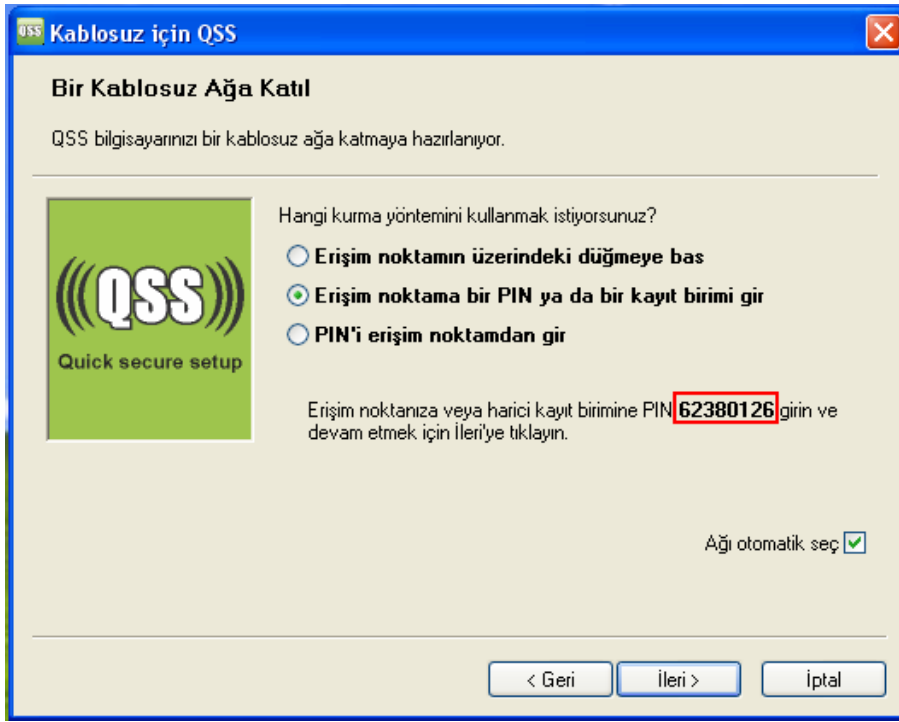 QSS Kablosuz için QSS
Bir Kablosuz Ağa Katıl
QSS bilgisayarınızı bir kablosuz ağa katmaya hazırlanıyor.
Hangi kurma yöntemini kullanmak istiyorsunuz?
Erişim noktamın üzerindeki düğmeye bas
Erişim noktama bir PIN ya da bir kayıt birimi gir
PIN'i erişim noktamdan gir
(((QSS)))
Quick secure setup
Erişim noktanıza veya harici kayıt birimine PIN 62380126 girin ve
devam etmek için İleri'ye tıklayın.
Ağı otomatik seç
< Geri
İleri >
İptal